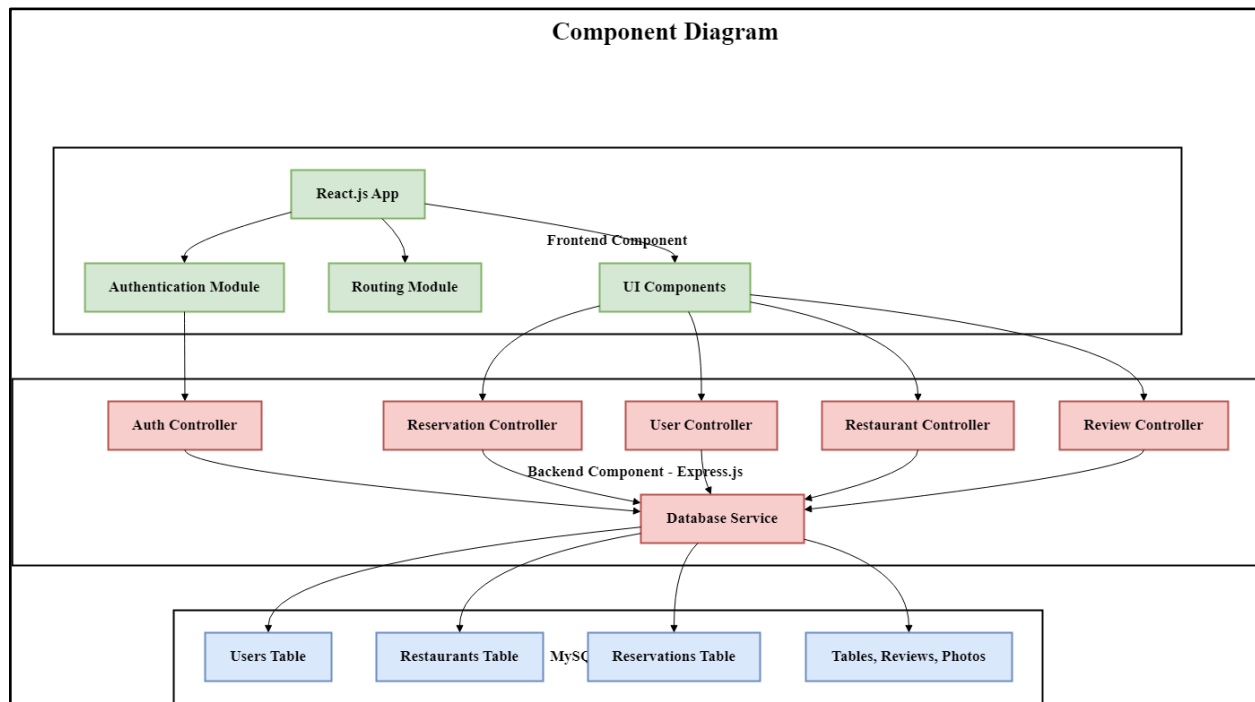 Component Diagram
React.js App
Frontend Component
Authentication Module
Routing Module
UI Components
Auth Controller
Reservation Controller
User Controller
Restaurant Controller
Review Controller
Backend Component - Express.js
Database Service
Users Table
Restaurants Table
Reservations Table
Tables, Reviews, Photos